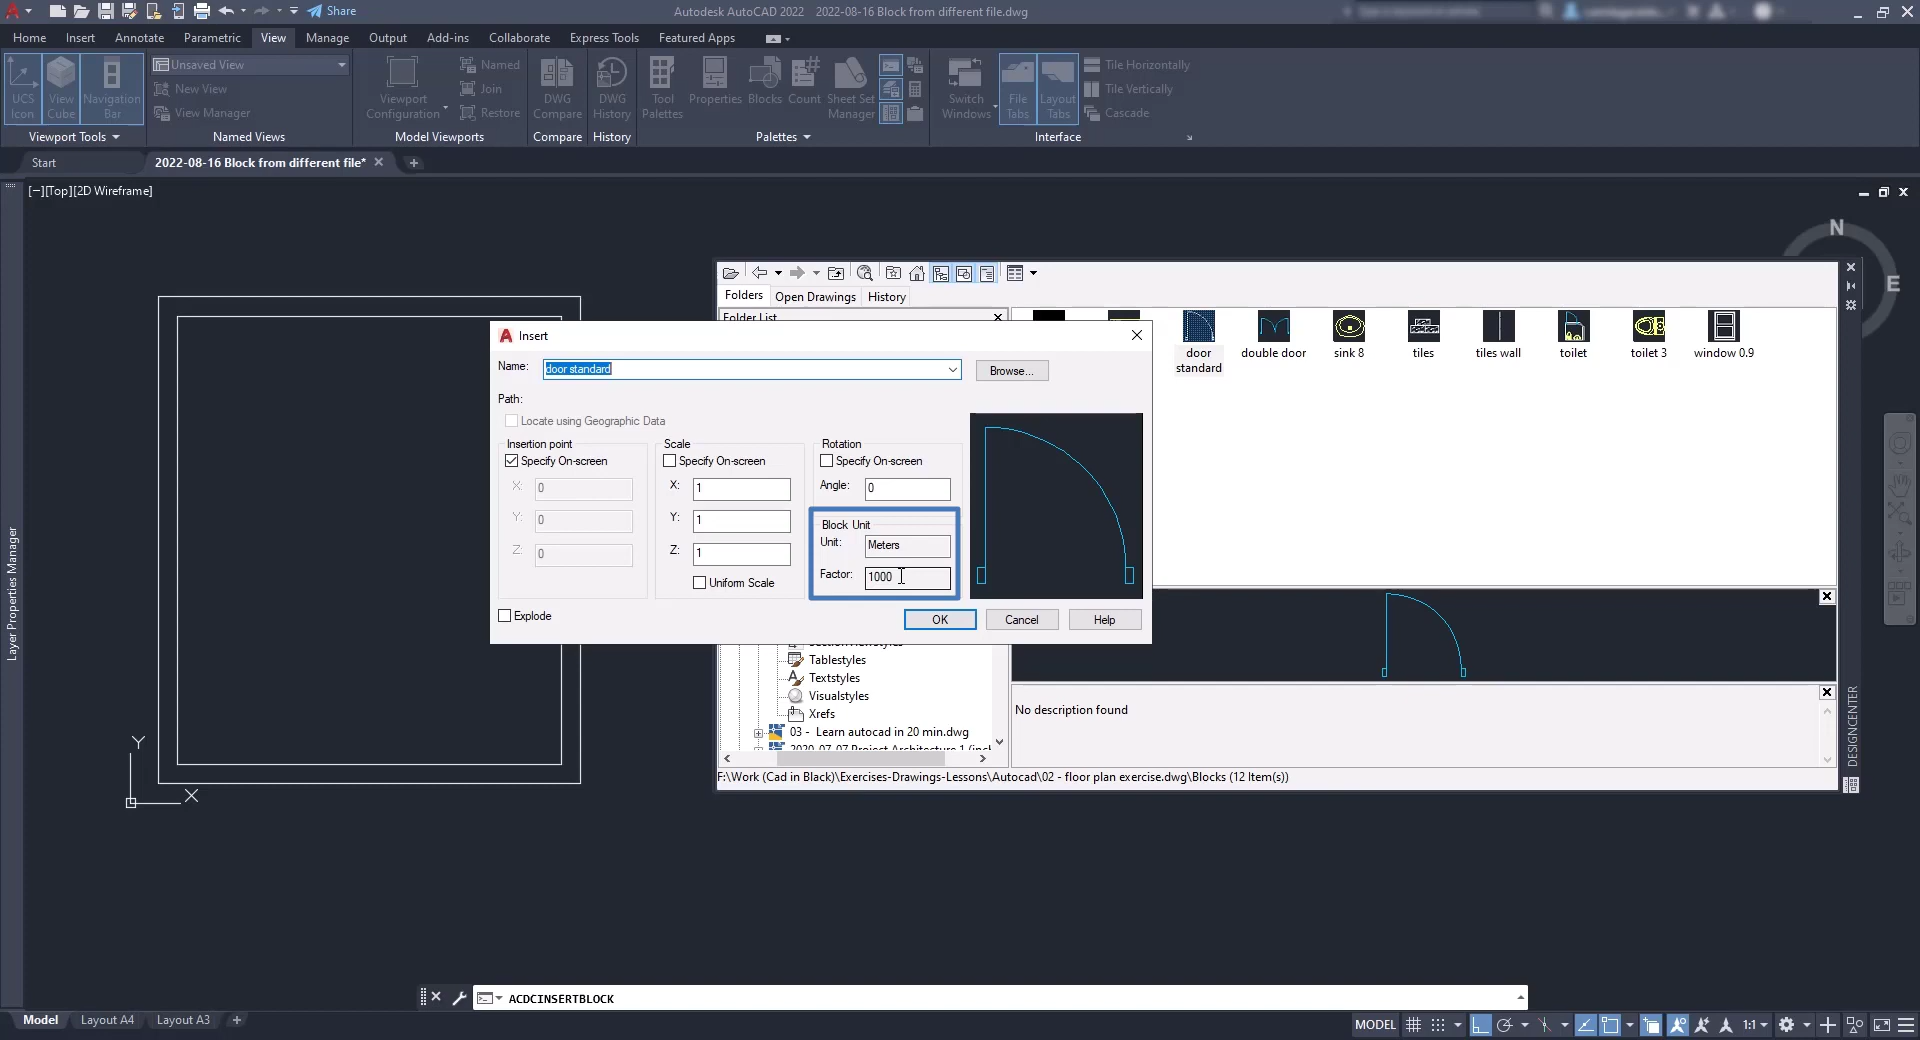 Share
Autodesk AutoCAD 2022 2022-08-16 Block from different file.dwg
Home Insert Annotate Parametric View Manage Output Add-ins Collaborate Express Tools Featured Apps
UCS Icon
View Cube
Navigation Bar
Viewport Tools
Unsaved View
New View
View Manager
Named Views
Viewport Configuration
Named
Join
Restore
Model Viewports
DWG Compare
Compare
DWG History
History
Tool Palettes
Properties
Blocks
Count
Sheet Set Manager
Palettes
Switch Windows
File Tabs
Layout Tabs
Tile Horizontally
Tile Vertically
Cascade
Interface
Start
2022-08-16 Block from different file*
[−][Top][2D Wireframe]
N
E
Folders Open Drawings History
Folder List
door standard
double door
sink 8
tiles
tiles wall
toilet
toilet 3
window 0.9
Insert
Name: door standard Browse...
Path:
Locate using Geographic Data
Insertion point
Specify On-screen
X: 0
Y: 0
Z: 0
Scale
Specify On-screen
X: 1
Y: 1
Z: 1
Uniform Scale
Rotation
Specify On-screen
Angle: 0
Block Unit
Unit: Meters
Factor: 1000
Explode
OK Cancel Help
Tablestyles
Textstyles
Visualstyles
Xrefs
03 - Learn autocad in 20 min.dwg
No description found
F:\Work (Cad in Black)\Exercises-Drawings-Lessons\Autocad\02 - floor plan exercise.dwg\Blocks (12 Item(s))
DESIGNCENTER
Layer Properties Manager
Y
X
ACDCINSERTBLOCK
Model Layout A4 Layout A3
MODEL 1:1